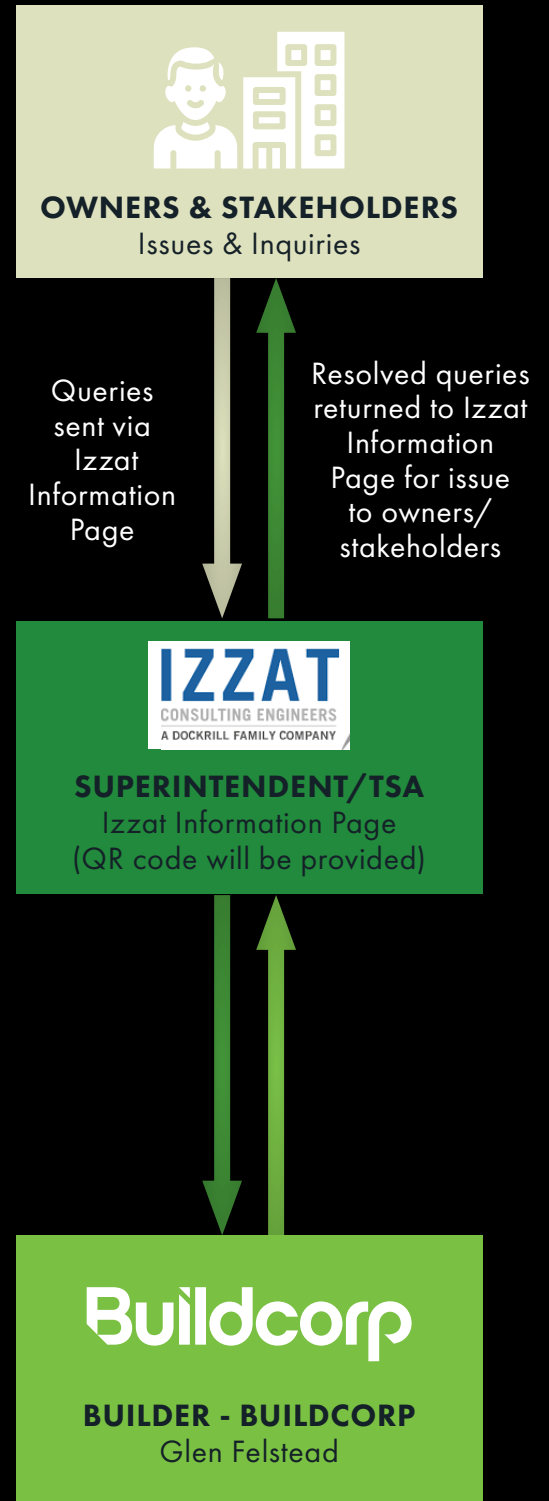 OWNERS & STAKEHOLDERS
Issues & Inquiries
Queries
sent via
Izzat
Information
Page
Resolved queries
returned to Izzat
Information
Page for issue
to owners/
stakeholders
IZZAT
CONSULTING ENGINEERS
A DOCKRILL FAMILY COMPANY
SUPERINTENDENT/TSA
Izzat Information Page
(QR code will be provided)
Buildcorp
BUILDER - BUILDCORP
Glen Felstead